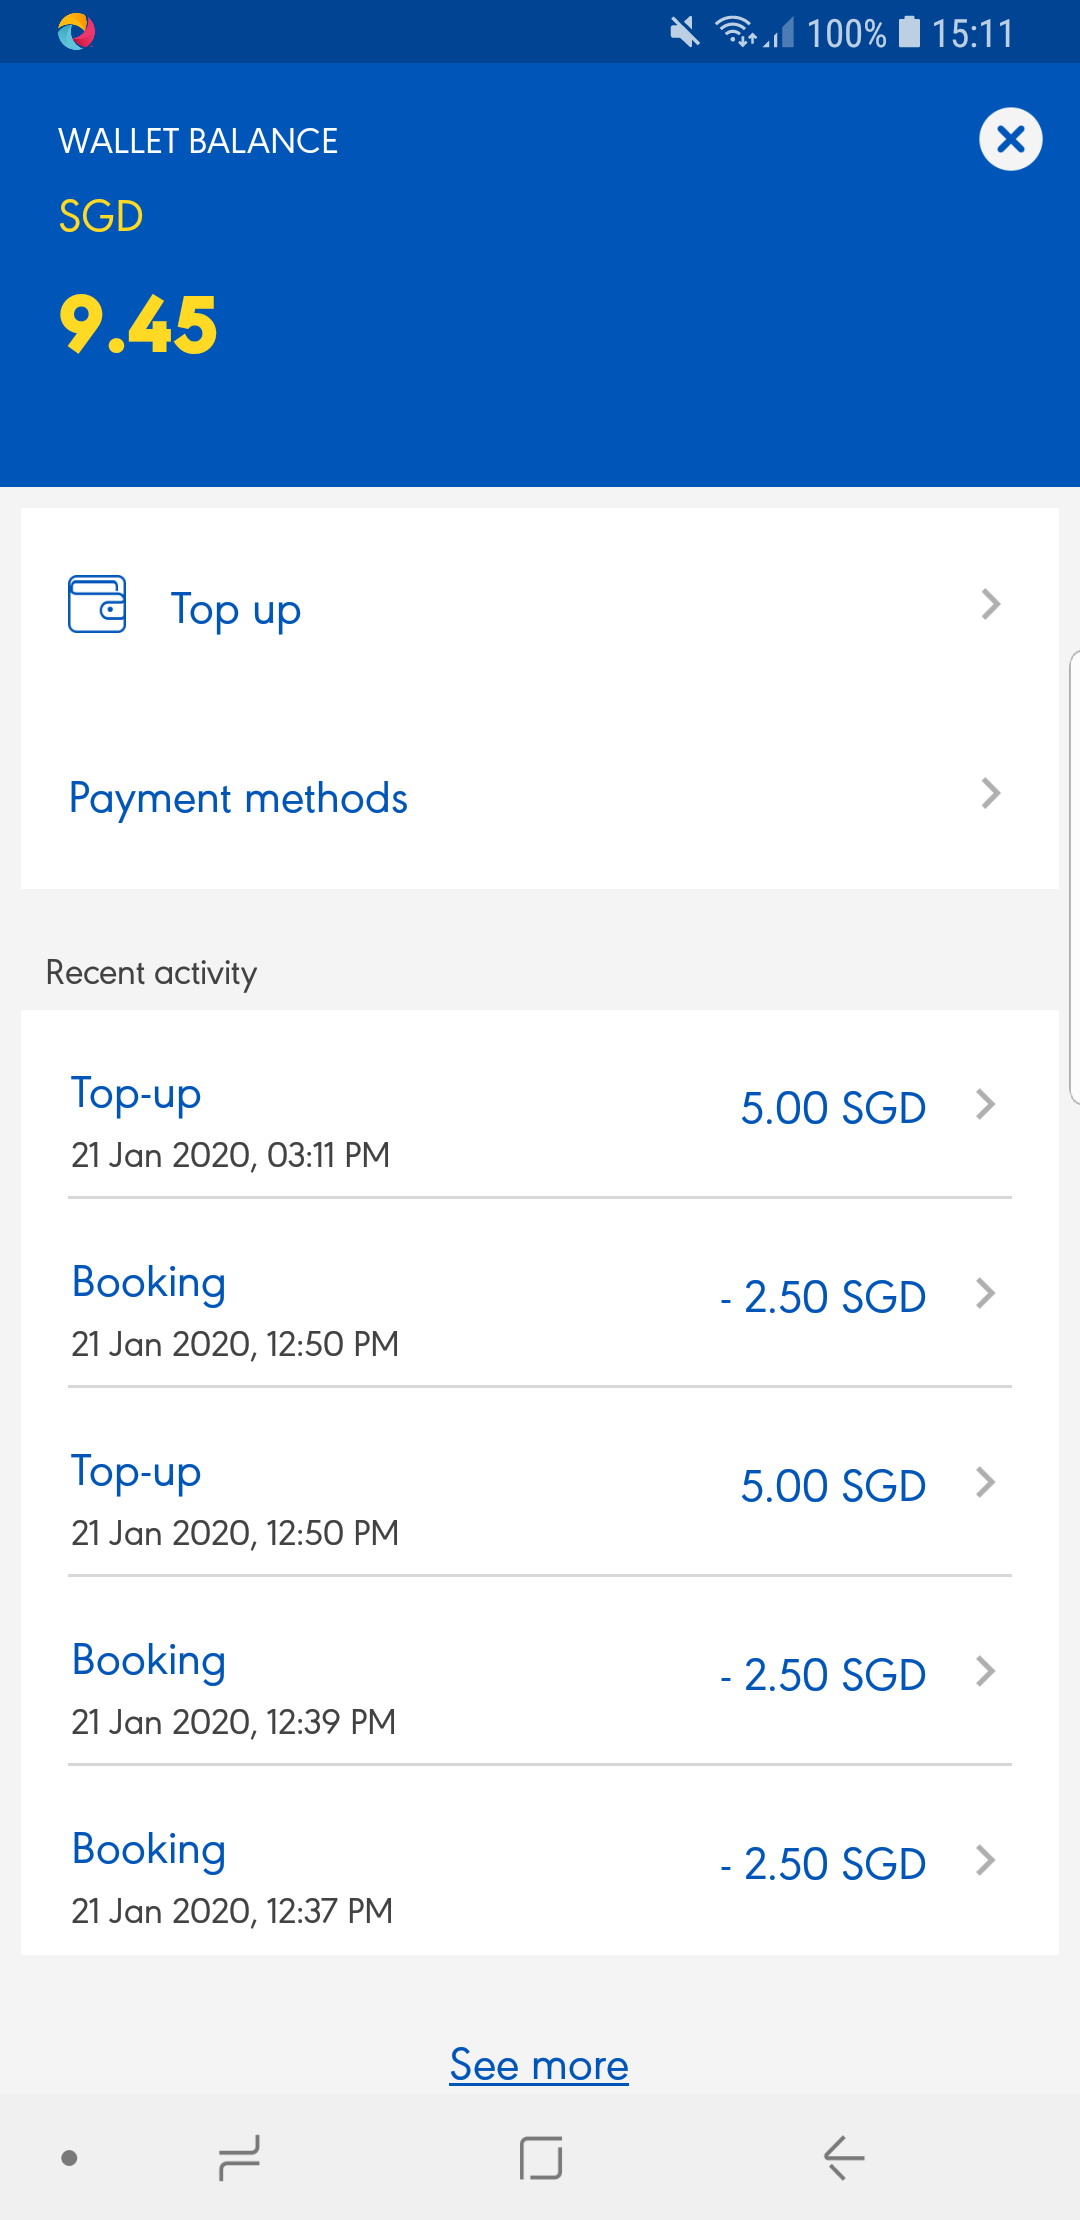 100% 15:11
WALLET BALANCE
SGD
9.45
Top up
Payment methods
Recent activity
Top-up
5.00 SGD
21 Jan 2020, 03:11 PM
Booking
- 2.50 SGD
21 Jan 2020, 12:50 PM
Top-up
5.00 SGD
21 Jan 2020, 12:50 PM
Booking
- 2.50 SGD
21 Jan 2020, 12:39 PM
Booking
- 2.50 SGD
21 Jan 2020, 12:37 PM
See more